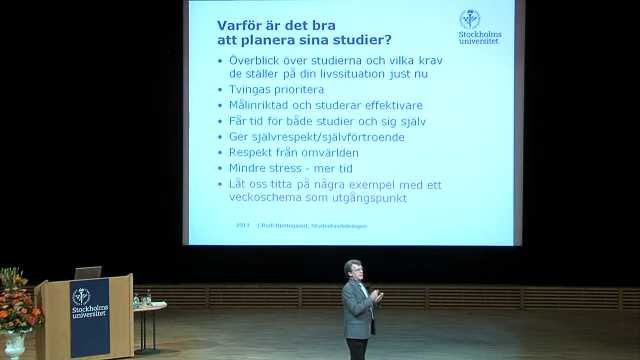 Varför är det bra
att planera sina studier?
Stockholms
universitet
• Överblick över studierna och vilka krav
de ställer på din livssituation just nu
• Tvingas prioritera
• Målinriktad och studerar effektivare
• Får tid för både studier och sig själv
• Ger självrespekt/självförtroende
• Respekt från omvärlden
• Mindre stress - mer tid
• Låt oss titta på några exempel med ett
veckoschema som utgångspunkt
2011 / Rudi Bjerregaard, Studentavdelningen
Stockholms
universitet